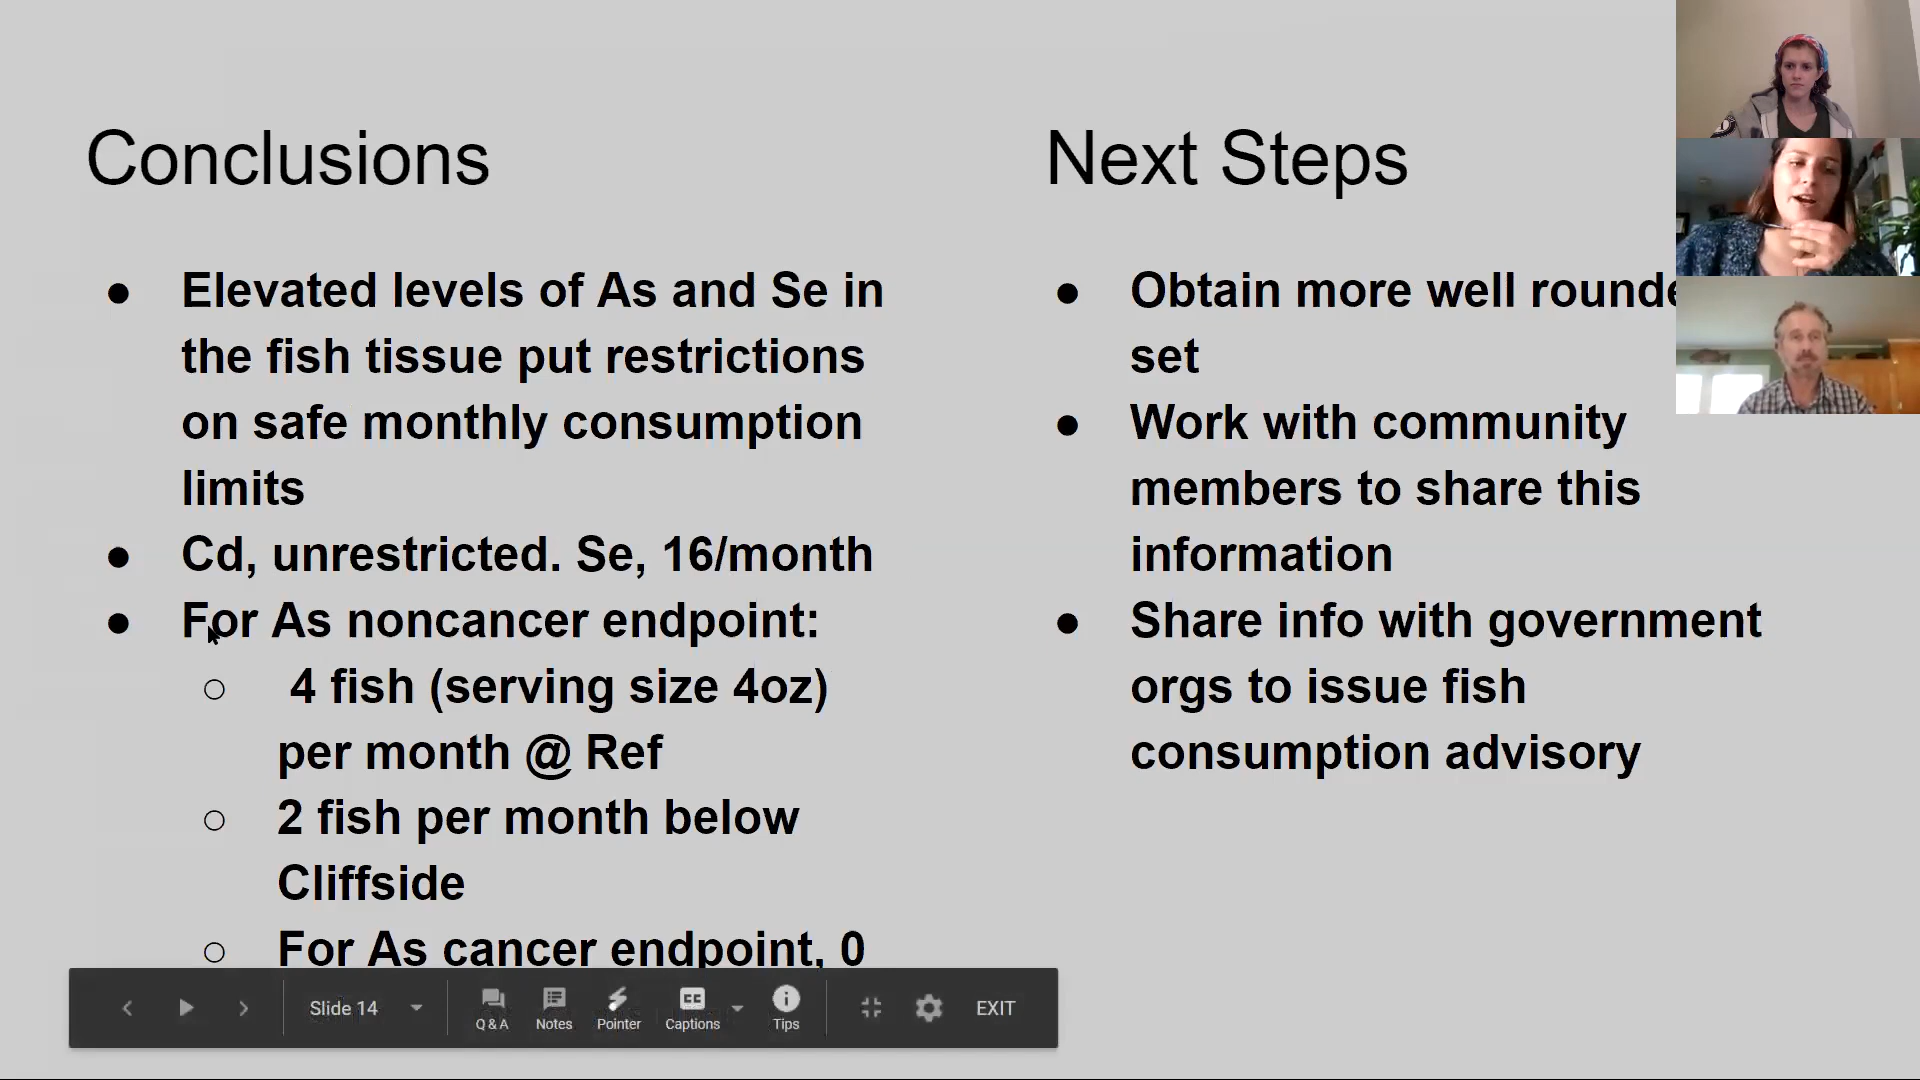 Conclusions
Elevated levels of As and Se in
the fish tissue put restrictions
on safe monthly consumption
limits
Cd, unrestricted. Se, 16/month
For As noncancer endpoint:
4 fish (serving size 4oz)
per month @ Ref
2 fish per month below
Cliffside
For As cancer endpoint, 0
Next Steps
Obtain more well
set
Work with community
members to share this
information
Share info with government
orgs to issue fish
consumption advisory
Slide 14
Q & A
Notes
Pointer
CC
Captions
Tips
EXIT